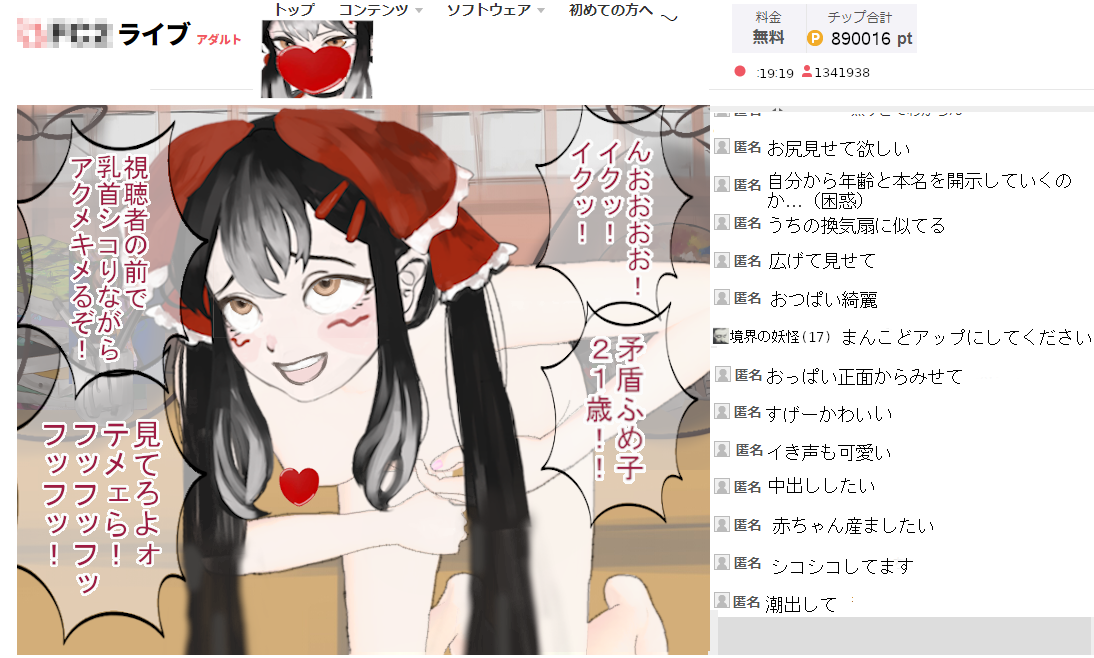 トップ コンテンツ ソフトウェア 初めての方へ
FC2 ライブ アダルト
料金 チップ合計
無料 890016 pt
:19:19 1341938
んおおおお！
イクッ！
イクッ！
視聴者の前で
乳首シコりながら
アクメキメるぞ！
矛盾ふめ子
２１歳！！
見てろよォ
テメェら！
フッフッフッ
フッフッ！
匿名 お尻見せて欲しい
匿名 自分から年齢と本名を開示していくの
か…（困惑）
匿名 うちの換気扇に似てる
匿名 広げて見せて
匿名 おつぱい綺麗
境界の妖怪(17) まんこどアップにしてください
匿名 おっぱい正面からみせて
匿名 すげーかわいい
匿名 イき声も可愛い
匿名 中出ししたい
匿名 赤ちゃん産ましたい
匿名 シコシコしてます
匿名 潮出して